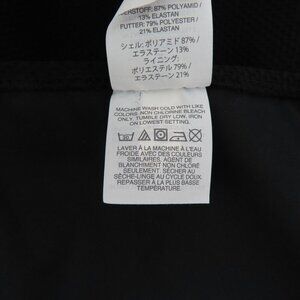 OBERSTOFF: 87% POLYAMID /
13% ELASTAN
FUTTER: 79% POLYESTER /
21% ELASTAN
シェル: ポリアミド 87% /
エラステーン 13%
ライニング:
ポリエステル 79% /
エラステーン 21%
MACHINE WASH COLD WITH LIKE
COLORS. NON CHLORINE BLEACH
ONLY. TUMBLE DRY LOW. IRON
ON LOWEST SETTING.
LAVER À LA MACHINE À L'EAU
FROIDE AVEC DES COULEURS
SIMILAIRES. AGENT DE
BLANCHIMENT NON CHLORÉ
SEULEMENT. SÉCHER AU
SÈCHE-LINGE AU CYCLE DOUX.
REPASSER À LA PLUS BASSE
TEMPÉRATURE.